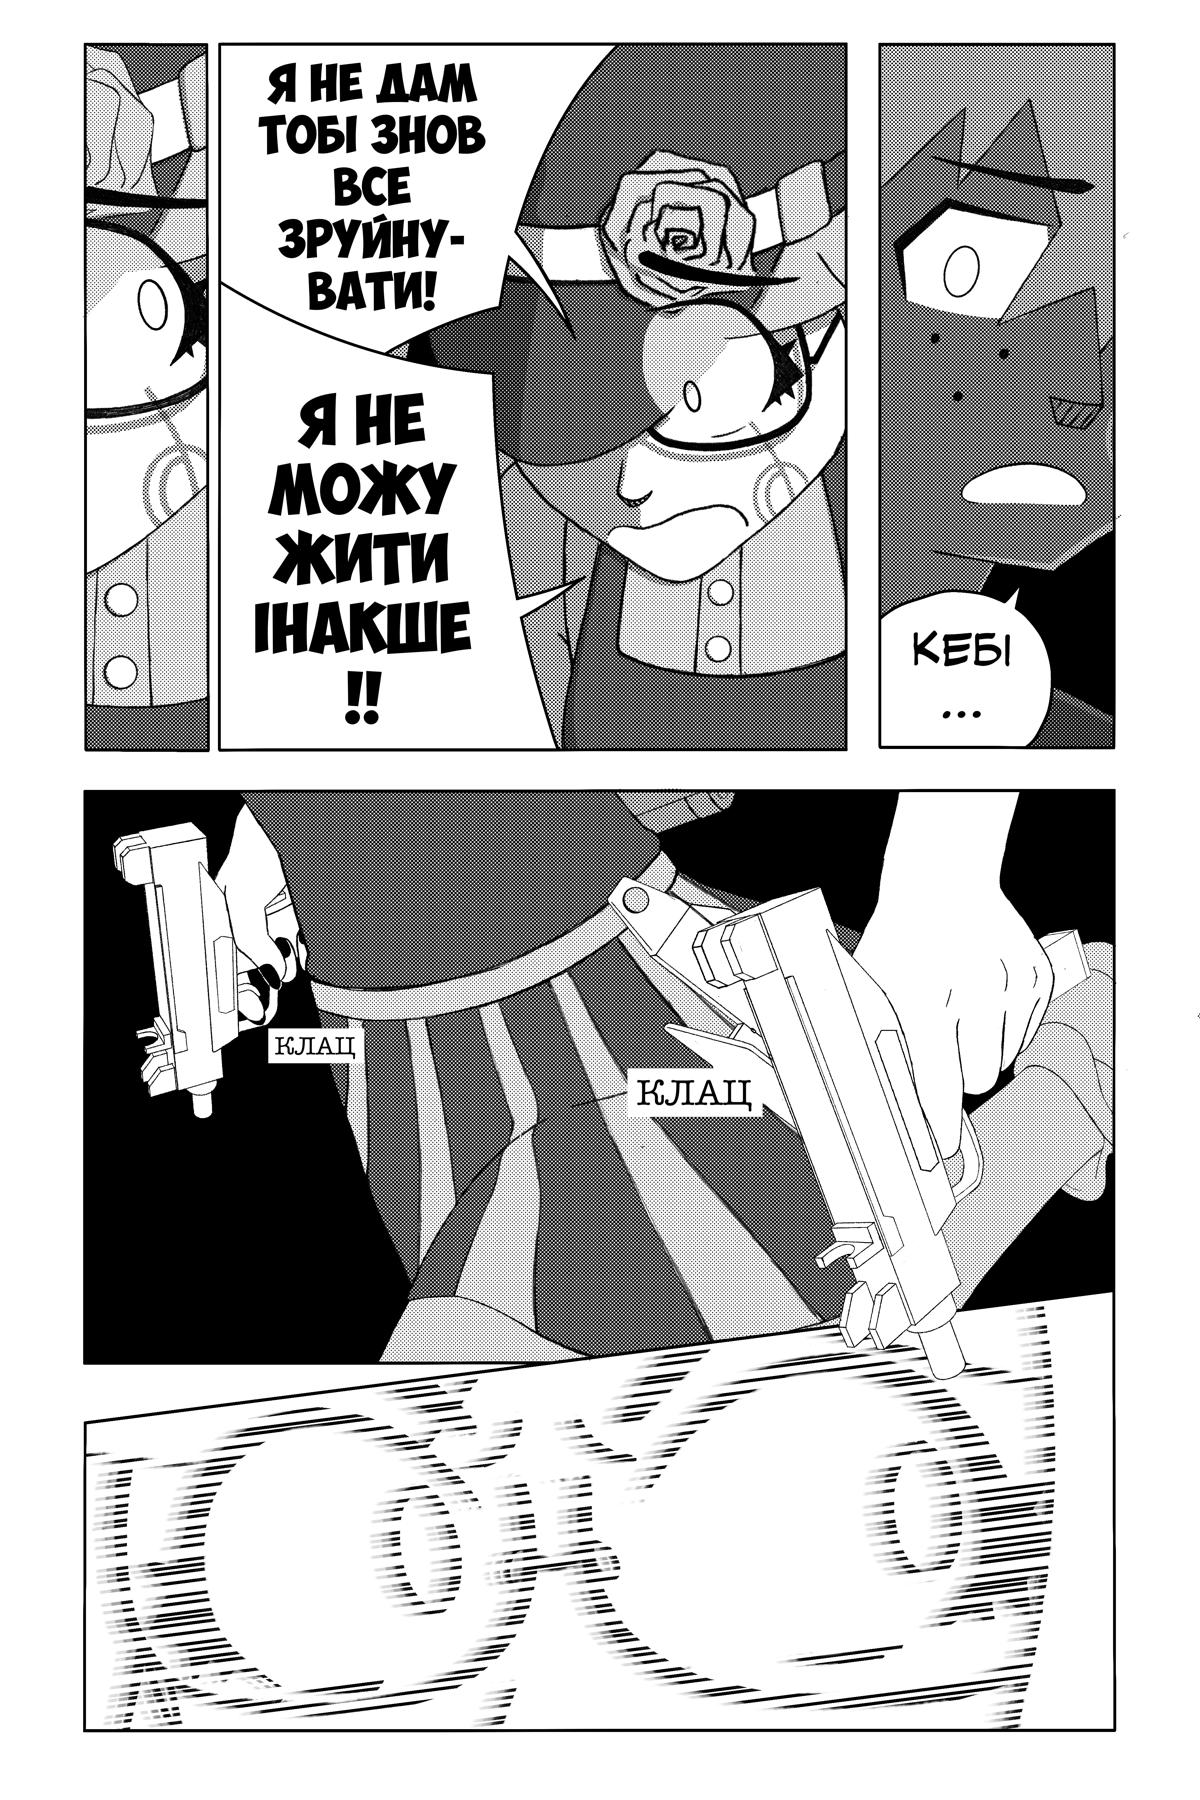 Я НЕ ДАМ
ТОБІ ЗНОВ
ВСЕ
ЗРУЙНУ-
ВАТИ!
Я НЕ
МОЖУ
ЖИТИ
ІНАКШЕ
!!
КЕБІ
...
КЛАЦ
КЛАЦ